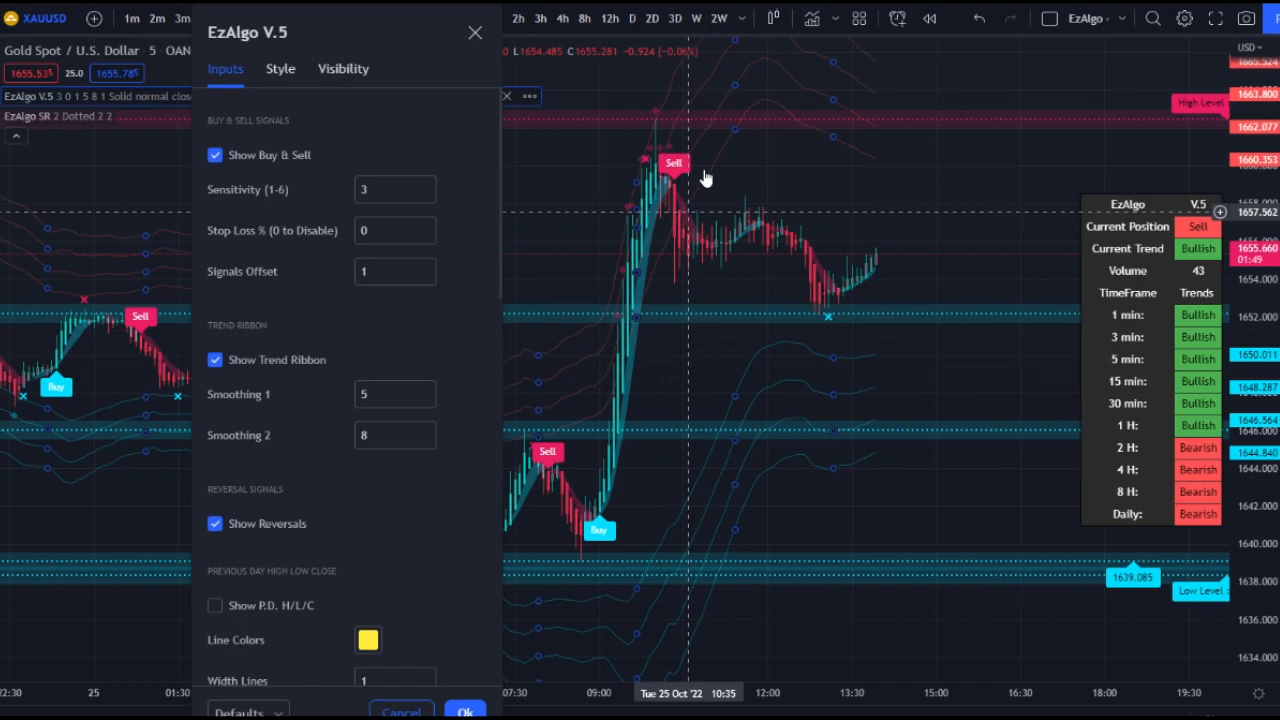 XAUUSD 1m 2m 3m 2h 3h 4h 8h 12h D 2D 3D W 2W EzAlgo
Gold Spot / U.S. Dollar · 5 · OAN
L1654.485 C1655.281 -0.924 (-0.06%)
1655.535 25.0 1655.785
EzAlgo V.5 3 0 1 5 8 1 Solid normal clos
EzAlgo SR 2 Dotted 2 2
EzAlgo V.5
Inputs Style Visibility
BUY & SELL SIGNALS
Show Buy & Sell
Sensitivity (1-6) 3
Stop Loss % (0 to Disable) 0
Signals Offset 1
TREND RIBBON
Show Trend Ribbon
Smoothing 1 5
Smoothing 2 8
REVERSAL SIGNALS
Show Reversals
PREVIOUS DAY HIGH LOW CLOSE
Show P.D. H/L/C
Line Colors
Width Lines 1
Defaults Cancel Ok
Sell
Buy
Sell
Sell
Buy
High Level
1639.085
Low Level :
EzAlgo V.5
Current Position Sell
Current Trend Bullish
Volume 43
TimeFrame Trends
1 min: Bullish
3 min: Bullish
5 min: Bullish
15 min: Bullish
30 min: Bullish
1 H: Bullish
2 H: Bearish
4 H: Bearish
8 H: Bearish
Daily: Bearish
USD
1665.524
1663.800
1662.077
1660.353
1657.562
1655.660
01:49
1654.000
1652.000
1650.011
1648.287
1646.564
1646.000
1644.840
1644.000
1642.000
1640.000
1638.000
1636.000
1634.000
22:30 25 01:30 07:30 09:00 Tue 25 Oct '22 10:35 12:00 13:30 15:00 16:30 18:00 19:30